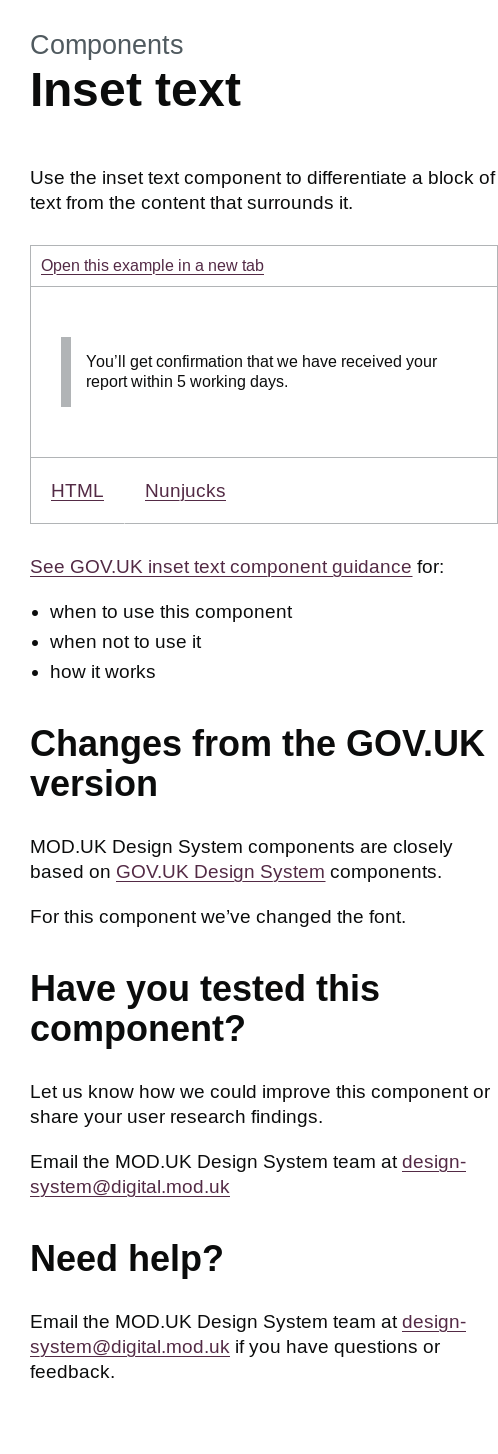 Components
Inset text
Use the inset text component to differentiate a block of
text from the content that surrounds it.
Open this example in a new tab
You’ll get confirmation that we have received your
report within 5 working days.
HTML Nunjucks
See GOV.UK inset text component guidance for:
• when to use this component
• when not to use it
• how it works
Changes from the GOV.UK
version
MOD.UK Design System components are closely
based on GOV.UK Design System components.
For this component we’ve changed the font.
Have you tested this
component?
Let us know how we could improve this component or
share your user research findings.
Email the MOD.UK Design System team at design-
system@digital.mod.uk
Need help?
Email the MOD.UK Design System team at design-
system@digital.mod.uk if you have questions or
feedback.